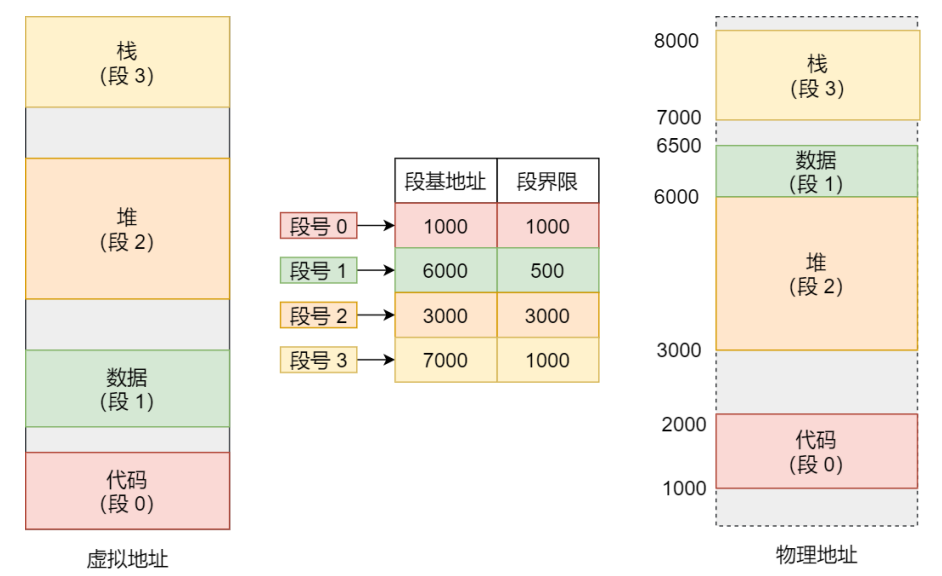 栈
(段 3)
堆
(段 2)
数据
(段 1)
代码
(段 0)
虚拟地址
段基地址 段界限
段号 0 1000 1000
段号 1 6000 500
段号 2 3000 3000
段号 3 7000 1000
8000
栈
(段 3)
7000
6500
数据
(段 1)
6000
堆
(段 2)
3000
2000
代码
(段 0)
1000
物理地址